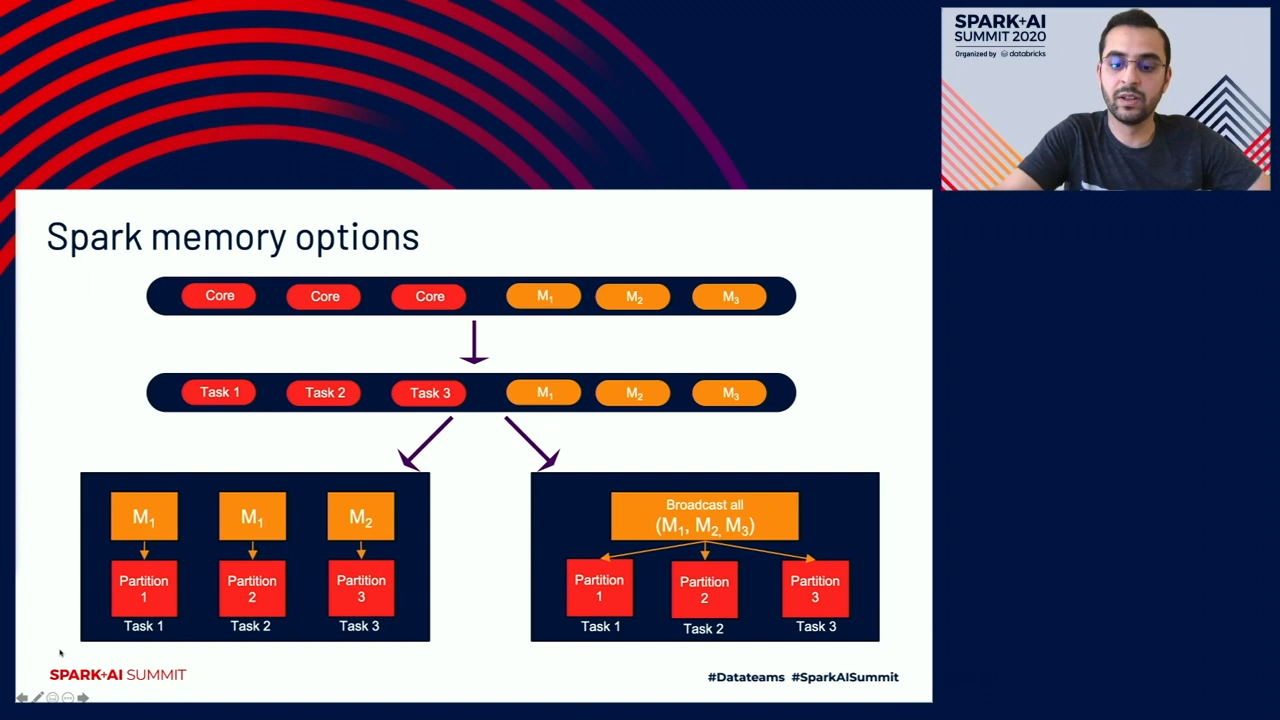 SPARK+AI
SUMMIT 2020
Organized by databricks
Spark memory options
Core Core Core M₁ M₂ M₃
Task 1 Task 2 Task 3 M₁ M₂ M₃
M₁ M₁ M₂
Partition 1 Partition 2 Partition 3
Task 1 Task 2 Task 3
Broadcast all
(M₁, M₂, M₃)
Partition 1 Partition 2 Partition 3
Task 1 Task 2 Task 3
SPARK+AI SUMMIT
#Datateams #SparkAISummit